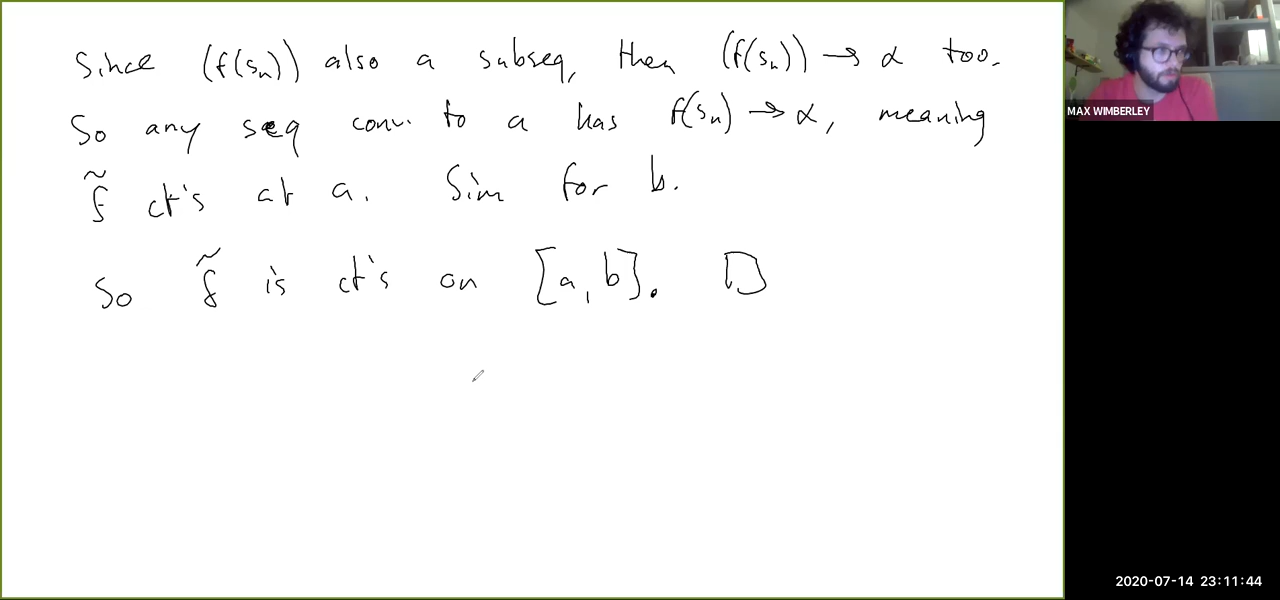 Since (f(sₙ)) also a subseq, then (f(sₙ)) → α too.
So any seq conv. to a has f(sₙ) → α, meaning
f̃ ct's at a. Sim for b.
So f̃ is ct's on [a, b]. □
MAX WIMBERLEY
2020-07-14 23:11:44